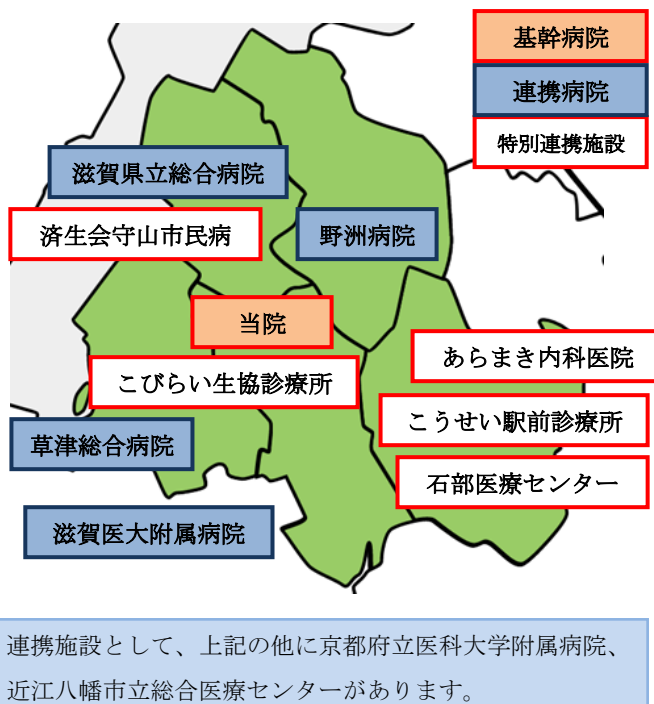 基幹病院
連携病院
特別連携施設
滋賀県立総合病院
済生会守山市民病
野洲病院
当院
あらまき内科医院
こびらい生協診療所
こうせい駅前診療所
草津総合病院
石部医療センター
滋賀医大附属病院
連携施設として、上記の他に京都府立医科大学附属病院、
近江八幡市立総合医療センターがあります。